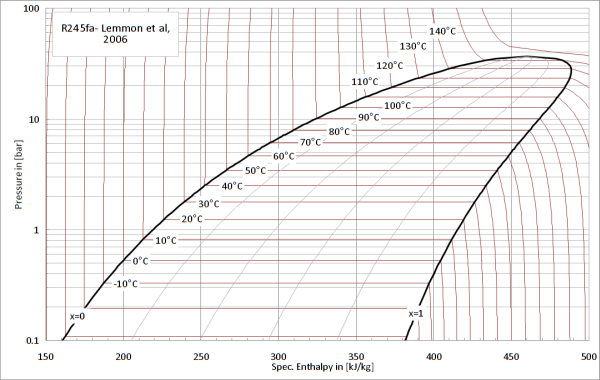 100
10
1
0.1
Pressure in [bar]
R245fa- Lemmon et al,
2006
140°C
130°C
120°C
110°C
100°C
90°C
80°C
70°C
60°C
50°C
40°C
30°C
20°C
10°C
0°C
-10°C
x=0
x=1
150
200
250
300
350
400
450
500
Spec. Enthalpy in [kJ/kg]